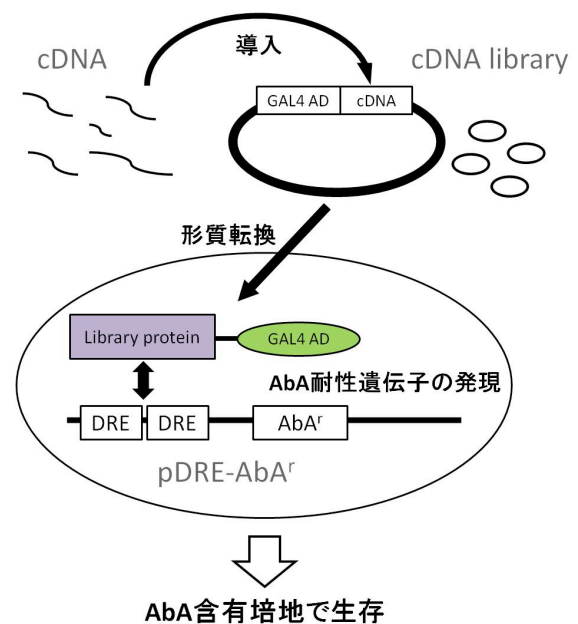 導入
cDNA
cDNA library
GAL4 AD
cDNA
形質転換
Library protein
GAL4 AD
AbA耐性遺伝子の発現
DRE
DRE
AbAʳ
pDRE-AbAʳ
AbA含有培地で生存